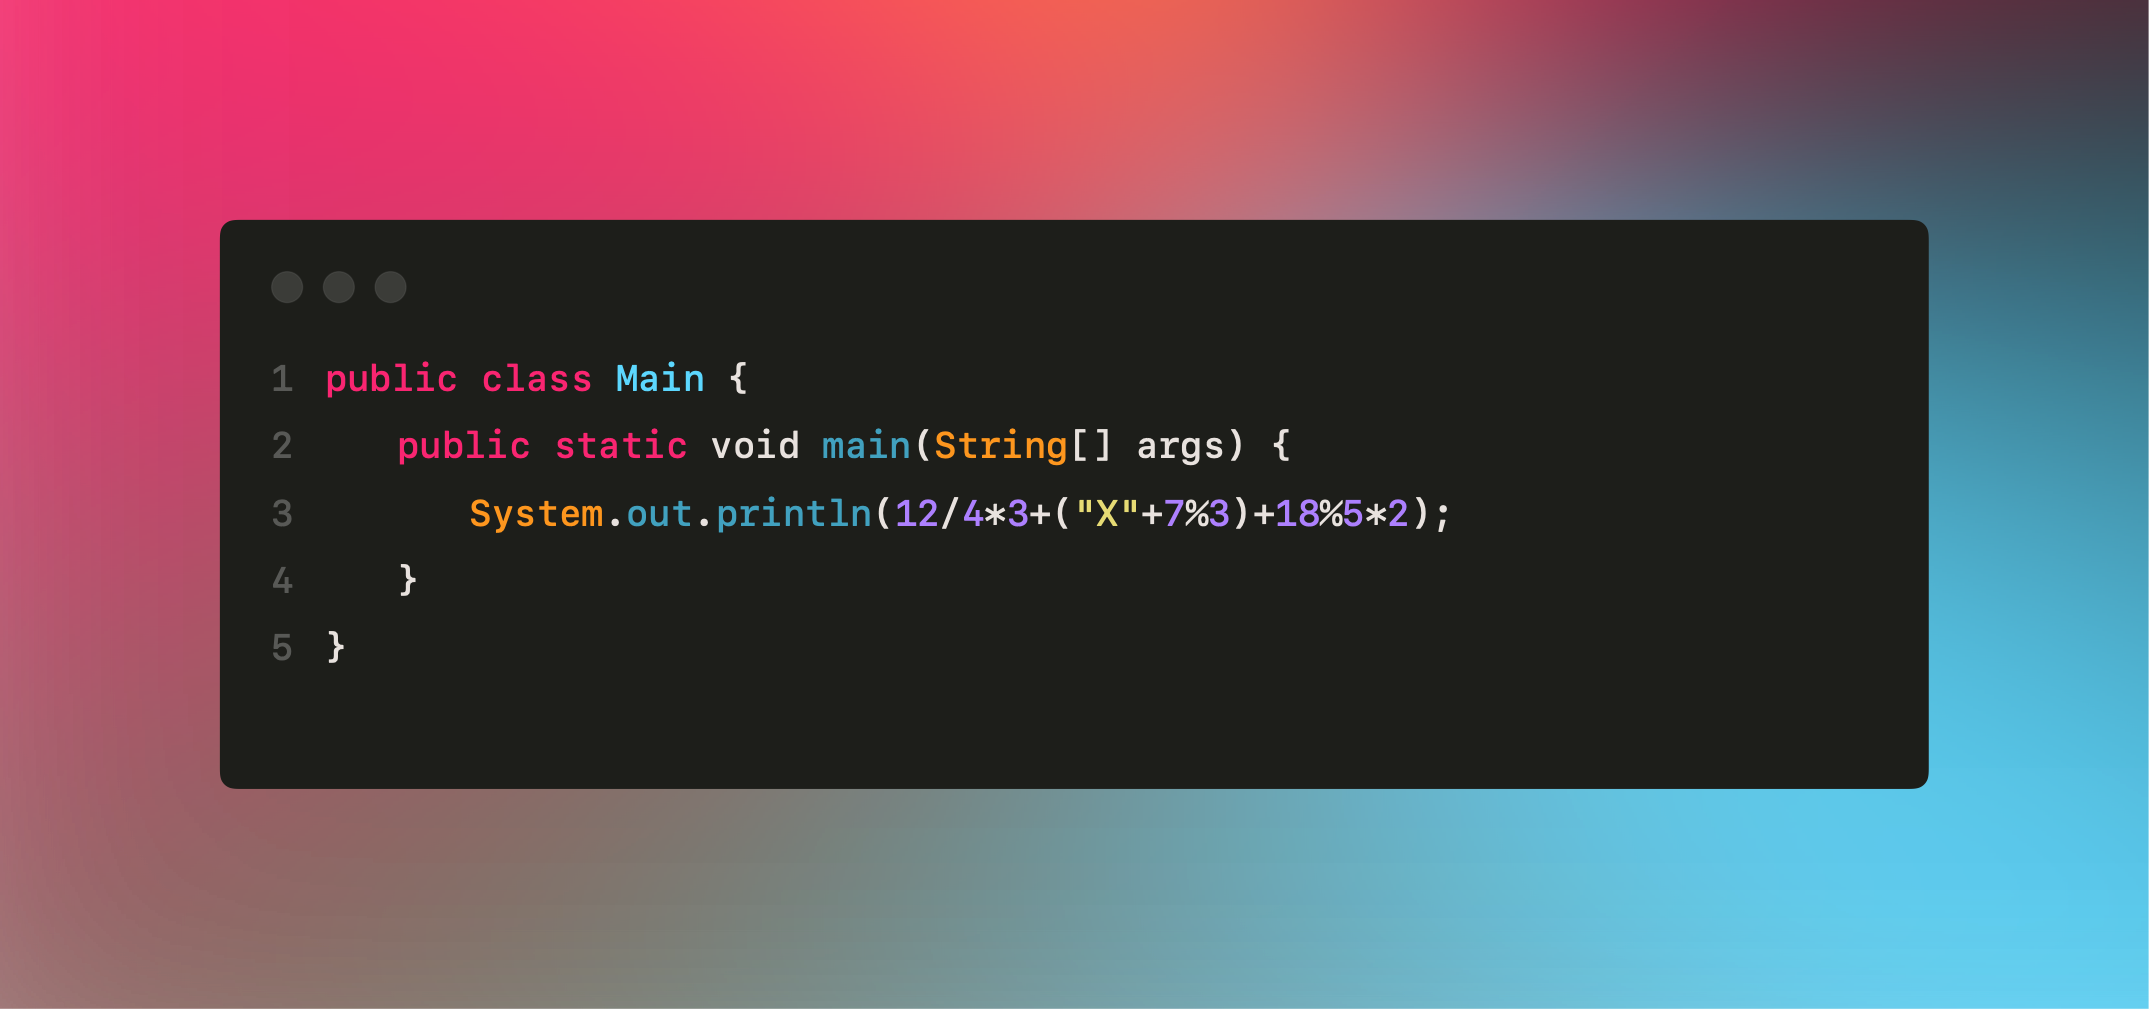 1 public class Main {
2 public static void main(String[] args) {
3 System.out.println(12/4*3+("X"+7%3)+18%5*2);
4 }
5 }